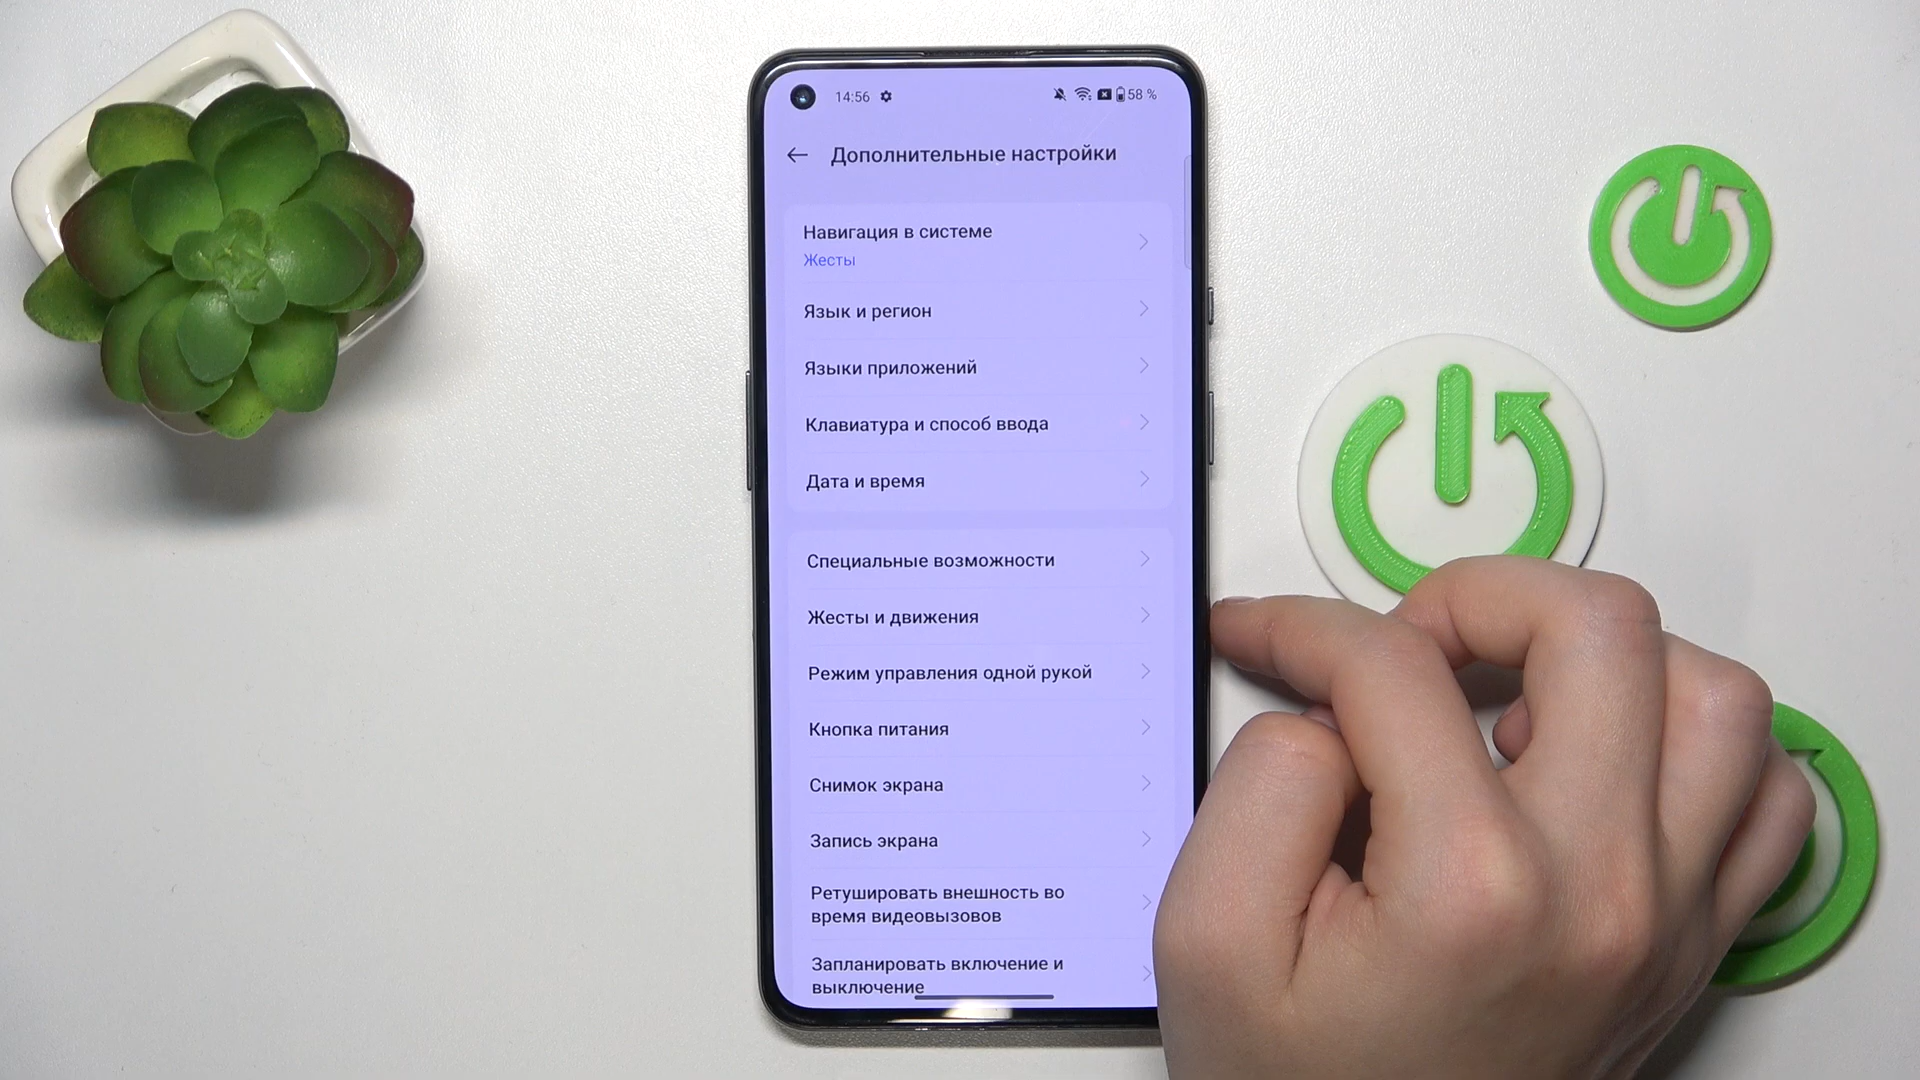 14:56 58 %
Дополнительные настройки
Навигация в системе
Жесты
Язык и регион
Языки приложений
Клавиатура и способ ввода
Дата и время
Специальные возможности
Жесты и движения
Режим управления одной рукой
Кнопка питания
Снимок экрана
Запись экрана
Ретушировать внешность во
время видеовызовов
Запланировать включение и
выключение